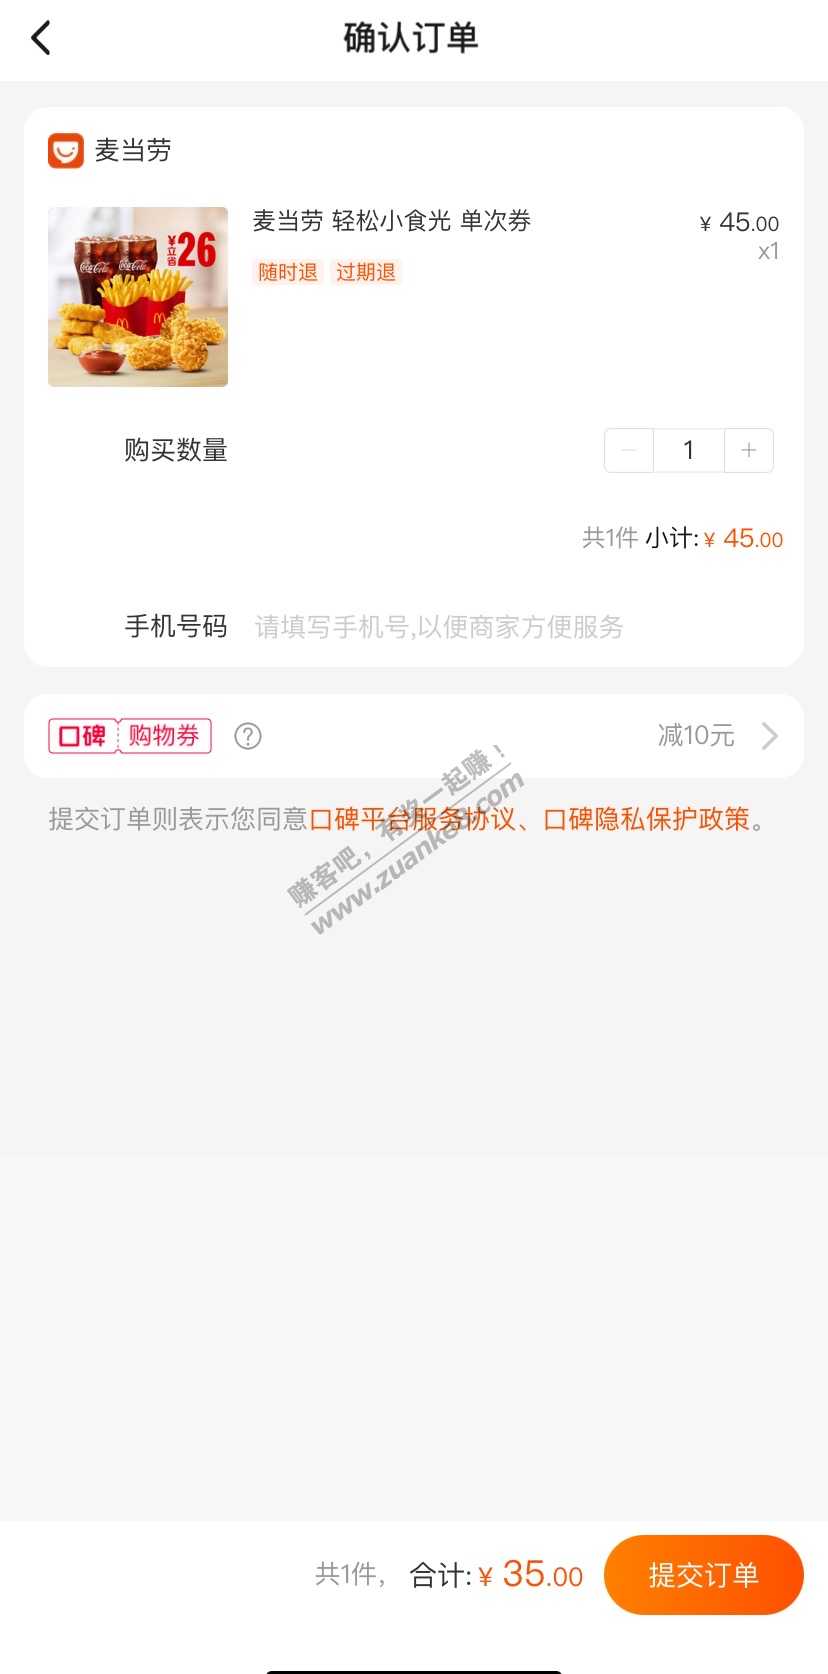 确认订单
麦当劳
麦当劳 轻松小食光 单次券
¥ 45.00
x1
随时退 过期退
¥立省26
Coca-Cola Coca-Cola
购买数量
1
共1件 小计: ¥ 45.00
手机号码 请填写手机号,以便商家方便服务
口碑 购物券 ? 减10元
提交订单则表示您同意口碑平台服务协议、口碑隐私保护政策。
赚客吧，有奖一起赚！
www.zuanke8.com
共1件， 合计: ¥ 35.00 提交订单